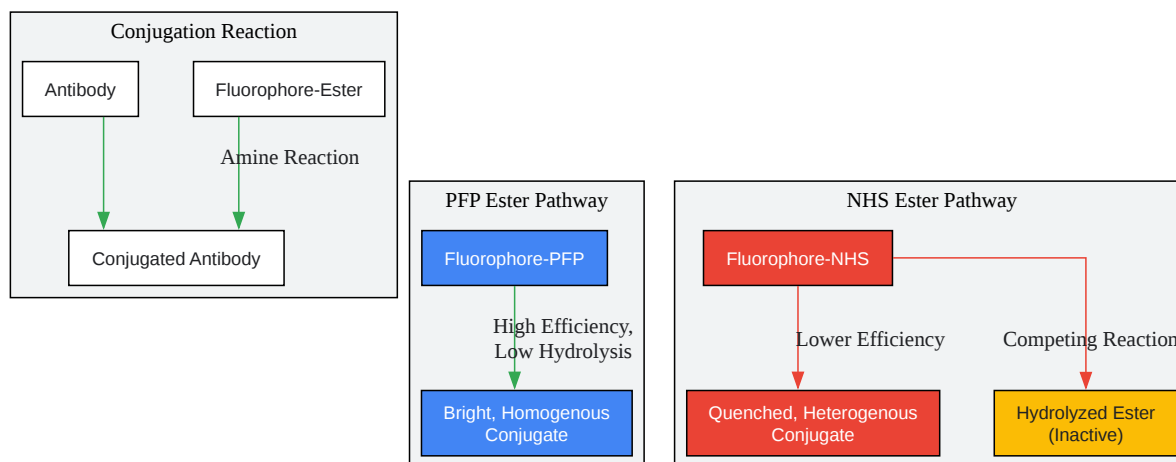 Conjugation Reaction
Antibody
Fluorophore-Ester
Amine Reaction
Conjugated Antibody
PFP Ester Pathway
Fluorophore-PFP
High Efficiency,
Low Hydrolysis
Bright, Homogenous
Conjugate
NHS Ester Pathway
Fluorophore-NHS
Lower Efficiency
Competing Reaction
Quenched, Heterogenous
Conjugate
Hydrolyzed Ester
(Inactive)